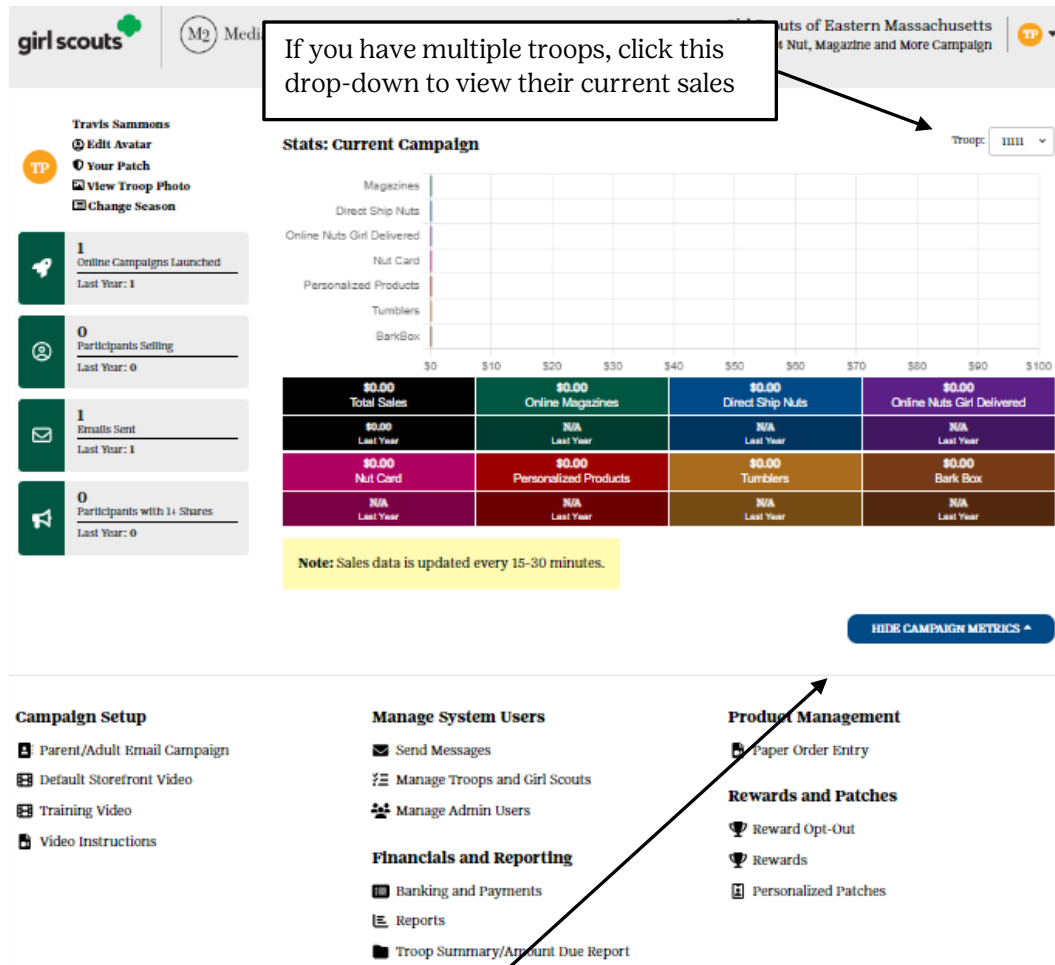 girl scouts
M2 Medi
If you have multiple troops, click this
drop-down to view their current sales
outs of Eastern Massachusetts
Nut, Magazine and More Campaign
TP
Travis Sammons
Edit Avatar
Your Patch
View Troop Photo
Change Season
TP
Stats: Current Campaign
Troop: 11111
Magazines
Direct Ship Nuts
Online Nuts Girl Delivered
Nut Card
Personalized Products
Tumblers
BarkBox
$0 $10 $20 $30 $40 $50 $60 $70 $80 $90 $100
1
Online Campaigns Launched
Last Year: 1
0
Participants Selling
Last Year: 0
1
Emails Sent
Last Year: 1
0
Participants with 1+ Shares
Last Year: 0
$0.00 $0.00 $0.00 $0.00
Total Sales Online Magazines Direct Ship Nuts Online Nuts Girl Delivered
$0.00 N/A N/A N/A
Last Year Last Year Last Year Last Year
$0.00 $0.00 $0.00 $0.00
Nut Card Personalized Products Tumblers Bark Box
N/A N/A N/A N/A
Last Year Last Year Last Year Last Year
Note: Sales data is updated every 15-30 minutes.
HIDE CAMPAIGN METRICS
Campaign Setup
Parent/Adult Email Campaign
Default Storefront Video
Training Video
Video Instructions
Manage System Users
Send Messages
Manage Troops and Girl Scouts
Manage Admin Users
Financials and Reporting
Banking and Payments
Reports
Troop Summary/Amount Due Report
Product Management
Paper Order Entry
Rewards and Patches
Reward Opt-Out
Rewards
Personalized Patches